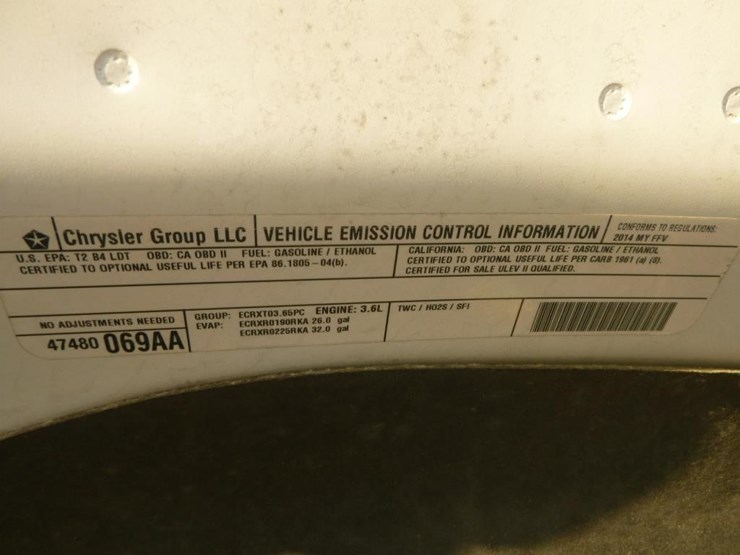 Chrysler Group LLC VEHICLE EMISSION CONTROL INFORMATION CONFORMS TO REGULATIONS:
2014 MY FFV
U.S. EPA: T2 B4 LDT OBD: CA OBD II FUEL: GASOLINE / ETHANOL
CERTIFIED TO OPTIONAL USEFUL LIFE PER EPA 86.1805-04(b).
CALIFORNIA: OBD: CA OBD II FUEL: GASOLINE / ETHANOL
CERTIFIED TO OPTIONAL USEFUL LIFE PER CARB 1961 (a) (8).
CERTIFIED FOR SALE ULEV II QUALIFIED.
NO ADJUSTMENTS NEEDED
47480 069AA
GROUP: ECRXT03.65PC ENGINE: 3.6L
EVAP: ECRXR0190RKA 26.0 gal
ECRXR0225RKA 32.0 gal
TWC / HO2S / SFI